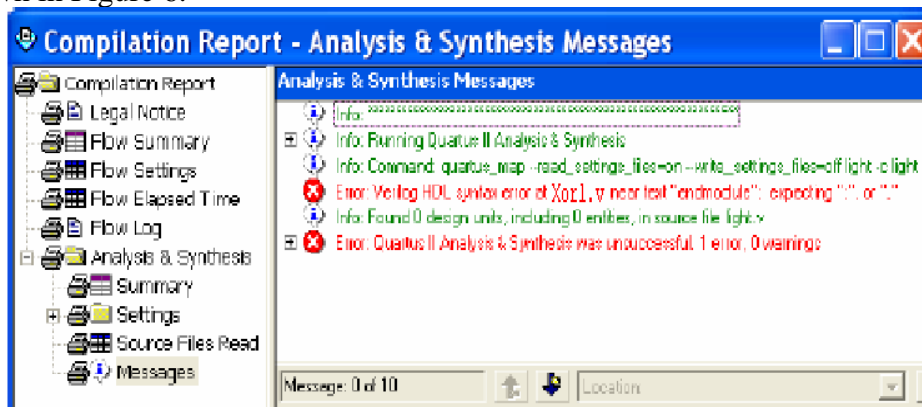 in Figure 6.
Compilation Report - Analysis & Synthesis Messages
Compilation Report
Legal Notice
Flow Summary
Flow Settings
Flow Elapsed Time
Flow Log
Analysis & Synthesis
Summary
Settings
Source Files Read
Messages
Analysis & Synthesis Messages
Info: *******************************************************************
Info: Running Quartus II Analysis & Synthesis
Info: Command: quartus_map --read_settings_files=on --write_settings_files=off light -c light
Error: Verilog HDL syntax error at Xor1.v near text "endmodule"; expecting ";", or ","
Info: Found 0 design units, including 0 entities, in source file light.v
Error: Quartus II Analysis & Synthesis was unsuccessful. 1 error, 0 warnings
Message: 0 of 10
Location: